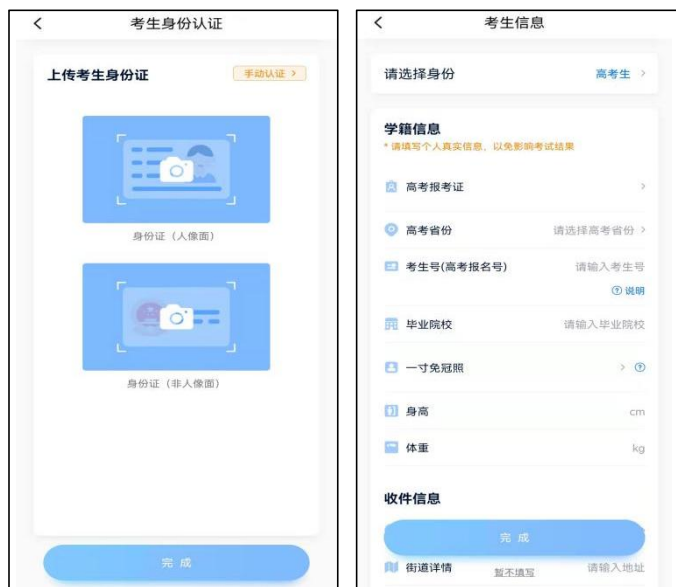 考生身份认证
上传考生身份证
手动认证 >
身份证（人像面）
身份证（非人像面）
完成
考生信息
请选择身份
高考生 >
学籍信息
* 请填写个人真实信息，以免影响考试结果
高考报考证
高考省份
请选择高考省份 >
考生号(高考报名号)
请输入考生号
说明
毕业院校
请输入毕业院校
一寸免冠照
身高
cm
体重
kg
收件信息
完成
街道详情
暂不填写
请输入地址